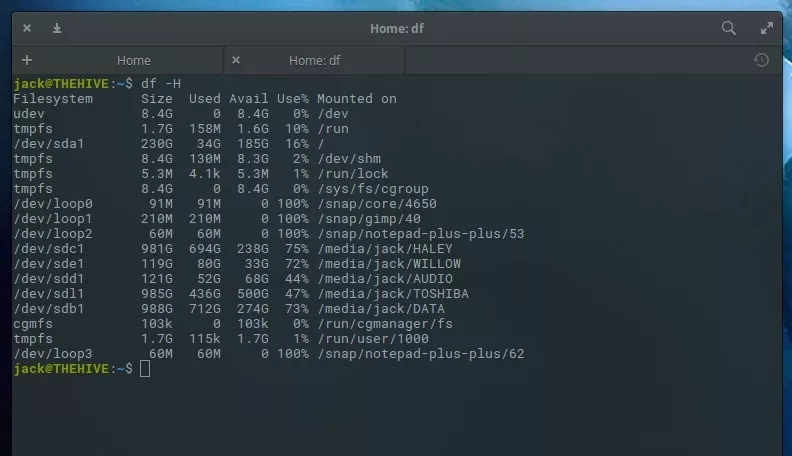 Home: df
Home Home: df
jack@THEHIVE:~$ df -H
Filesystem      Size  Used Avail Use% Mounted on
udev            8.4G     0  8.4G   0% /dev
tmpfs           1.7G  158M  1.6G  10% /run
/dev/sda1       230G   34G  185G  16% /
tmpfs           8.4G  130M  8.3G   2% /dev/shm
tmpfs           5.3M  4.1k  5.3M   1% /run/lock
tmpfs           8.4G     0  8.4G   0% /sys/fs/cgroup
/dev/loop0       91M   91M     0 100% /snap/core/4650
/dev/loop1      210M  210M     0 100% /snap/gimp/40
/dev/loop2       60M   60M     0 100% /snap/notepad-plus-plus/53
/dev/sdc1       981G  694G  238G  75% /media/jack/HALEY
/dev/sde1       119G   80G   33G  72% /media/jack/WILLOW
/dev/sdd1       121G   52G   68G  44% /media/jack/AUDIO
/dev/sdl1       985G  436G  500G  47% /media/jack/TOSHIBA
/dev/sdb1       988G  712G  274G  73% /media/jack/DATA
cgmfs           103k     0  103k   0% /run/cgmanager/fs
tmpfs           1.7G  115k  1.7G   1% /run/user/1000
/dev/loop3       60M   60M     0 100% /snap/notepad-plus-plus/62
jack@THEHIVE:~$